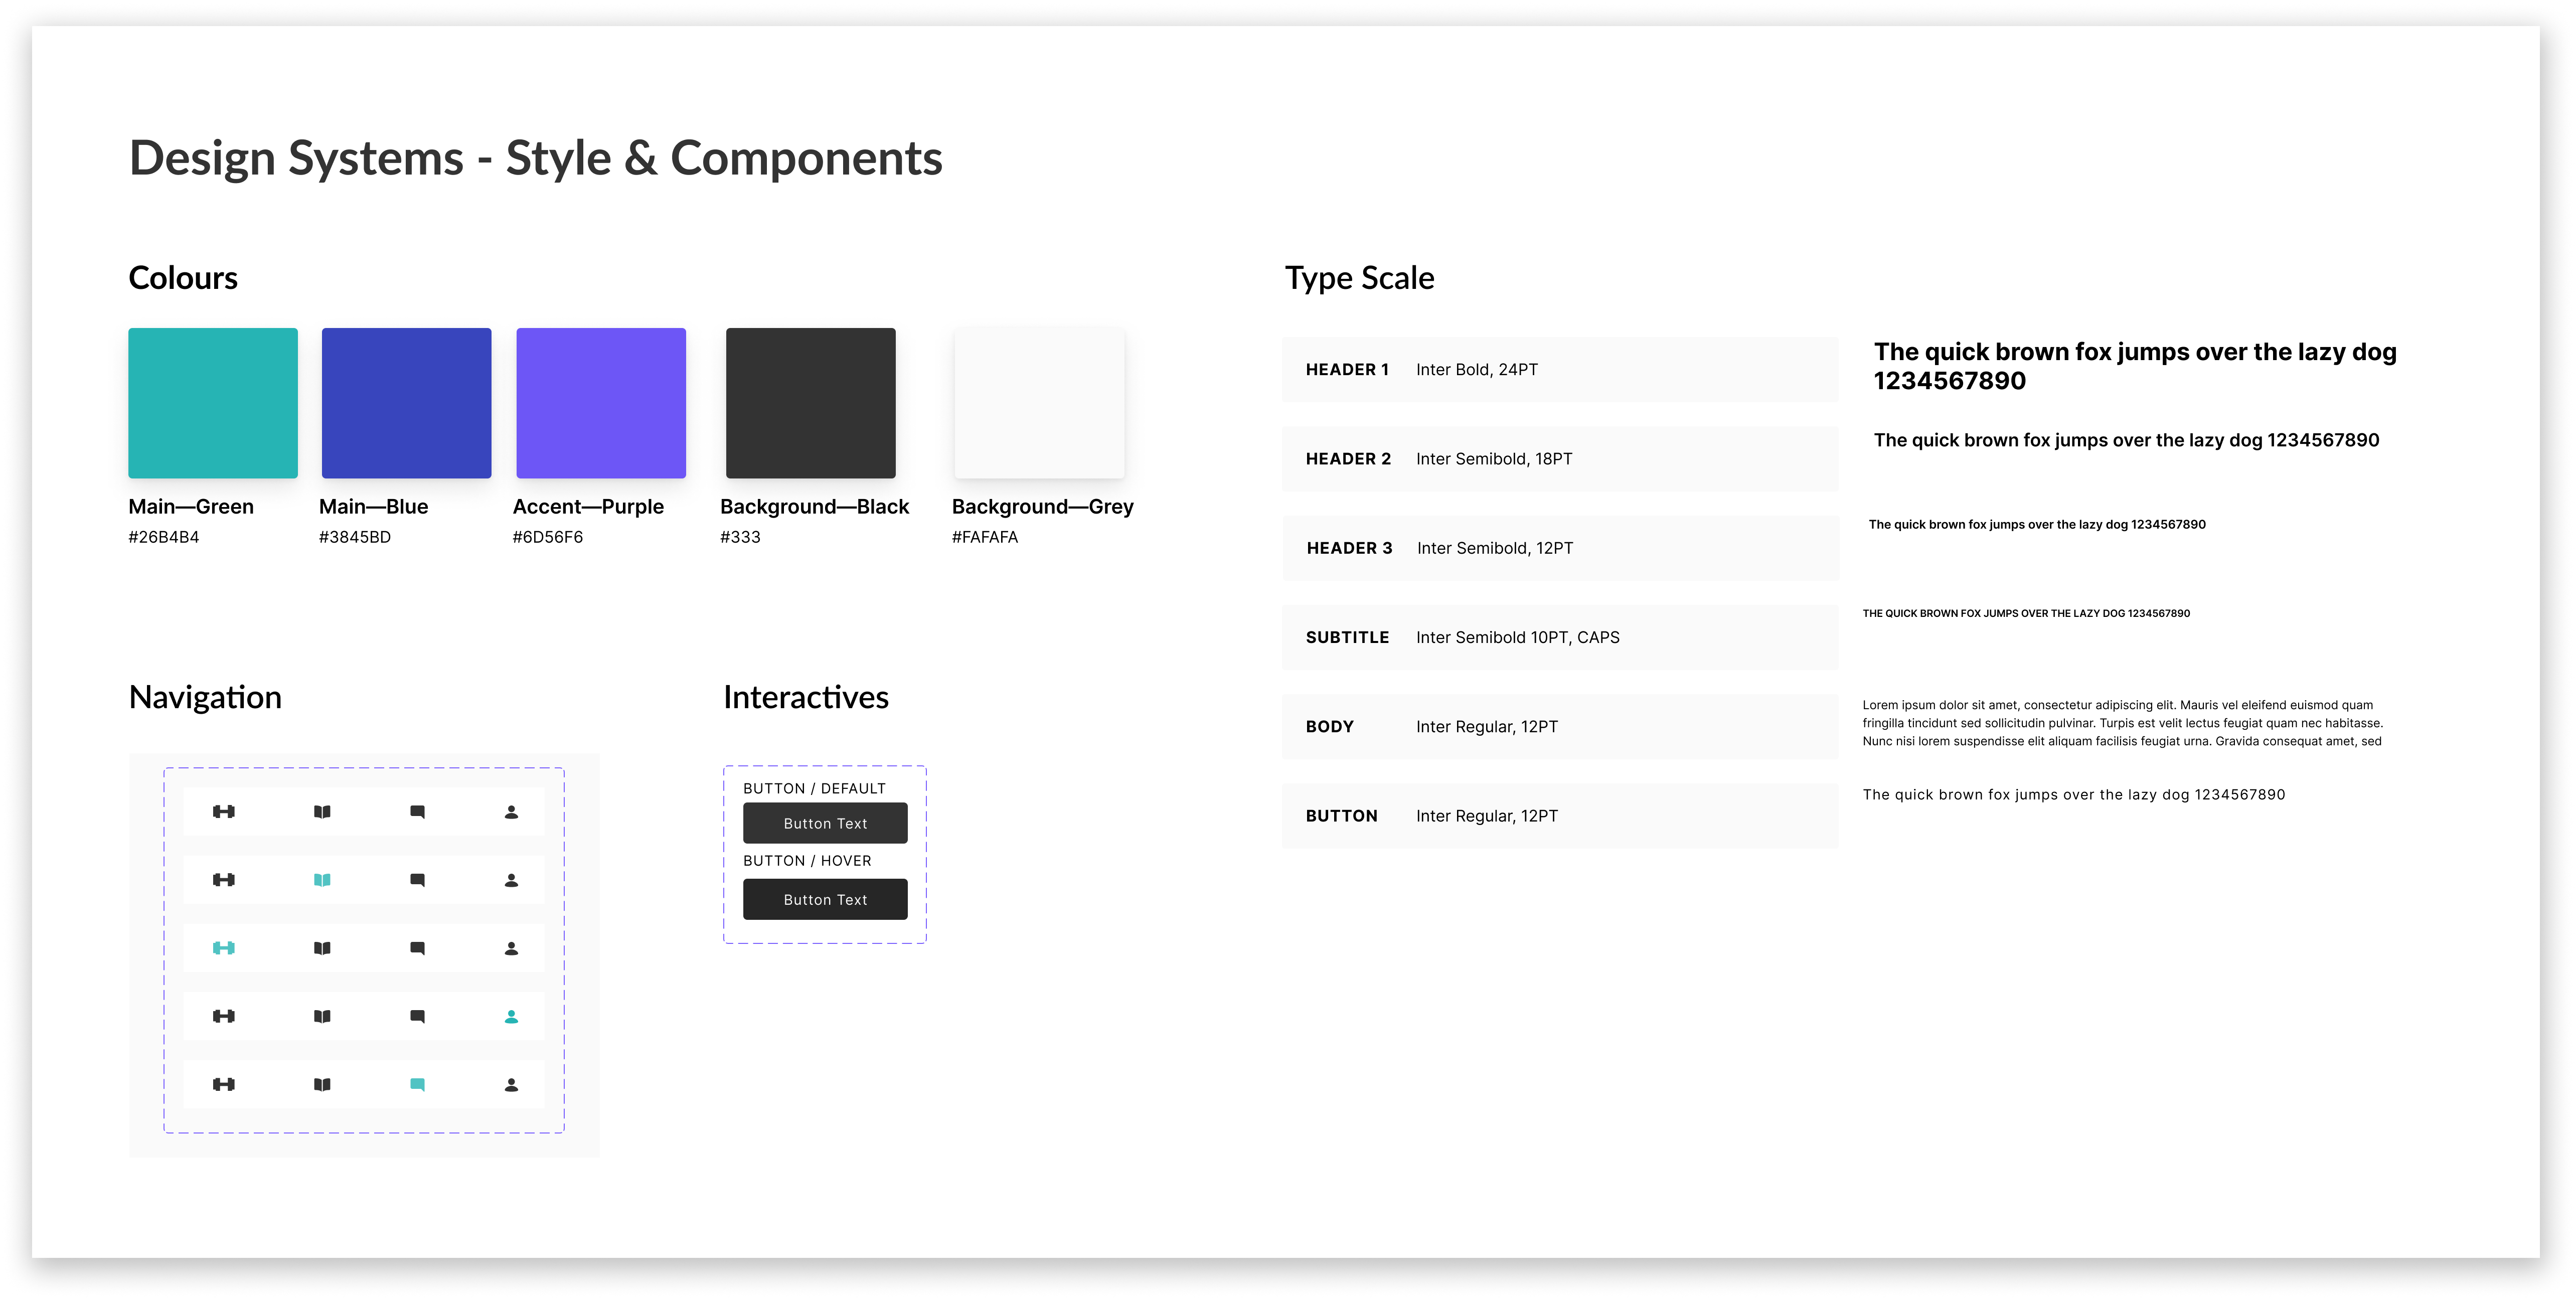 Design Systems - Style & Components
Colours
Main—Green
#26B4B4
Main—Blue
#3845BD
Accent—Purple
#6D56F6
Background—Black
#333
Background—Grey
#FAFAFA
Navigation
Interactives
BUTTON / DEFAULT
Button Text
BUTTON / HOVER
Button Text
Type Scale
HEADER 1 Inter Bold, 24PT
The quick brown fox jumps over the lazy dog
1234567890
HEADER 2 Inter Semibold, 18PT
The quick brown fox jumps over the lazy dog 1234567890
HEADER 3 Inter Semibold, 12PT
The quick brown fox jumps over the lazy dog 1234567890
SUBTITLE Inter Semibold 10PT, CAPS
THE QUICK BROWN FOX JUMPS OVER THE LAZY DOG 1234567890
BODY Inter Regular, 12PT
Lorem ipsum dolor sit amet, consectetur adipiscing elit. Mauris vel eleifend euismod quam
fringilla tincidunt sed sollicitudin pulvinar. Turpis est velit lectus feugiat quam nec habitasse.
Nunc nisi lorem suspendisse elit aliquam facilisis feugiat urna. Gravida consequat amet, sed
BUTTON Inter Regular, 12PT
The quick brown fox jumps over the lazy dog 1234567890